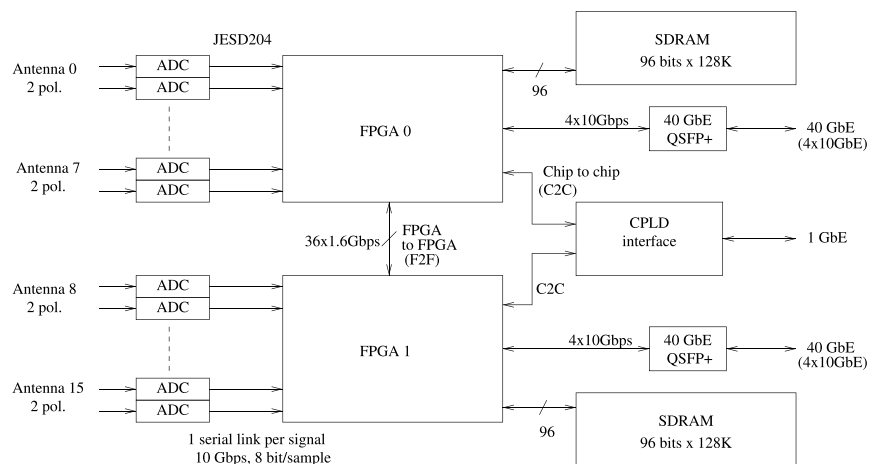 JESD204
Antenna 0
2 pol.
ADC
ADC
Antenna 7
2 pol.
ADC
ADC
FPGA 0
96
SDRAM
96 bits x 128K
4x10Gbps
40 GbE
QSFP+
40 GbE
(4x10GbE)
Chip to chip
(C2C)
36x1.6Gbps
FPGA
to FPGA
(F2F)
CPLD
interface
1 GbE
C2C
Antenna 8
2 pol.
ADC
ADC
Antenna 15
2 pol.
ADC
ADC
FPGA 1
4x10Gbps
40 GbE
QSFP+
40 GbE
(4x10GbE)
96
SDRAM
96 bits x 128K
1 serial link per signal
10 Gbps, 8 bit/sample